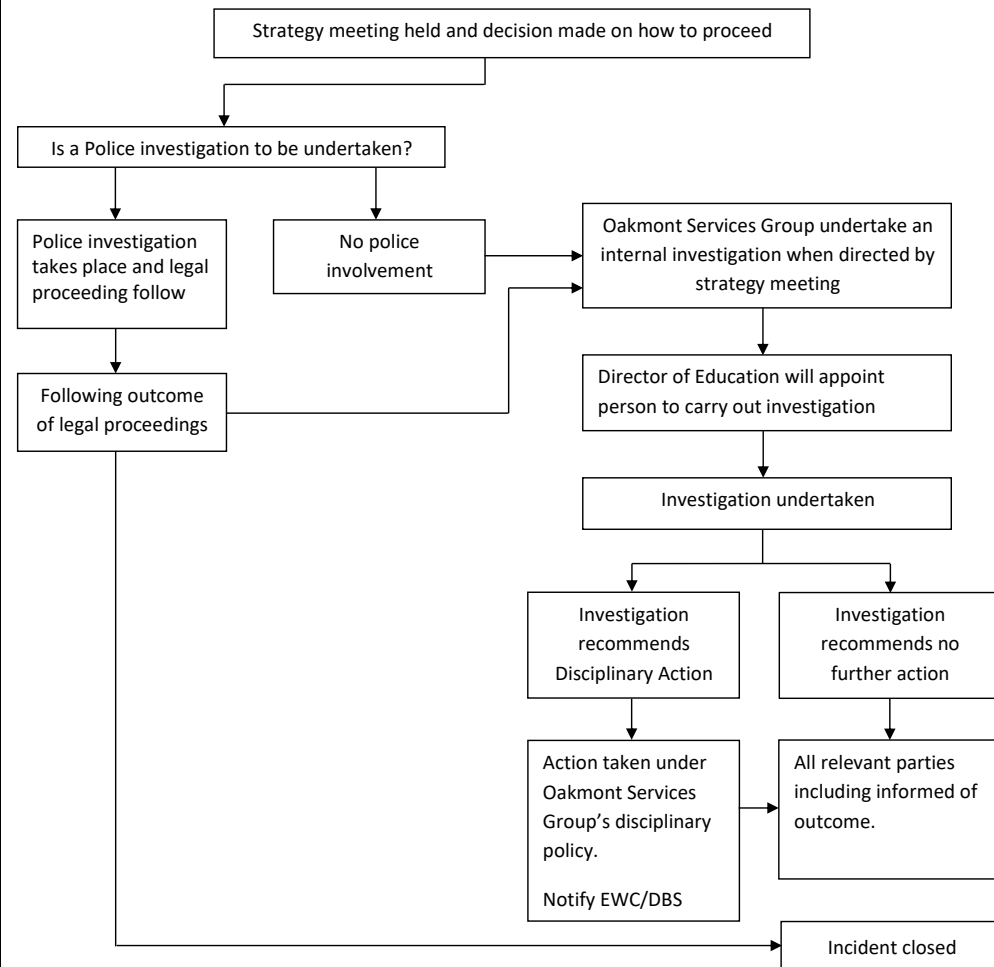 Strategy meeting held and decision made on how to proceed
Is a Police investigation to be undertaken?
Police investigation
takes place and legal
proceeding follow
No police
involvement
Oakmont Services Group undertake an
internal investigation when directed by
strategy meeting
Following outcome
of legal proceedings
Director of Education will appoint
person to carry out investigation
Investigation undertaken
Investigation
recommends
Disciplinary Action
Investigation
recommends no
further action
Action taken under
Oakmont Services
Group’s disciplinary
policy.
Notify EWC/DBS
All relevant parties
including informed of
outcome.
Incident closed